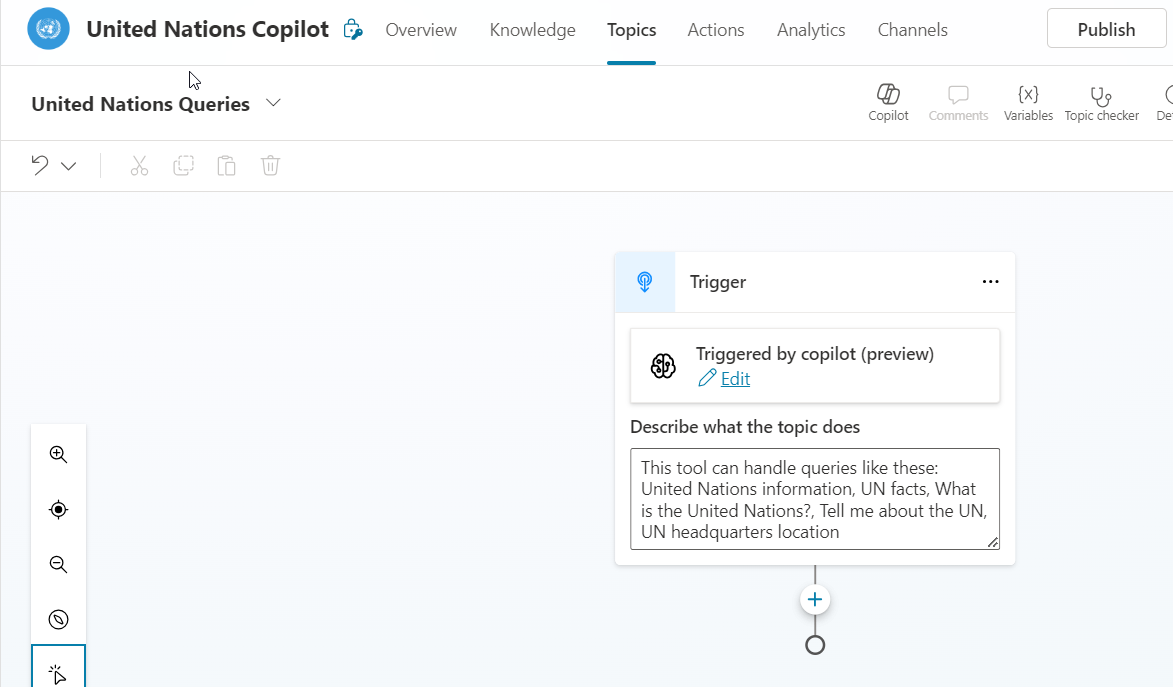 United Nations Copilot
Overview
Knowledge
Topics
Actions
Analytics
Channels
Publish
United Nations Queries
Copilot
Comments
{x}
Variables
Topic checker
Trigger
Triggered by copilot (preview)
Edit
Describe what the topic does
This tool can handle queries like these:
United Nations information, UN facts, What
is the United Nations?, Tell me about the UN,
UN headquarters location